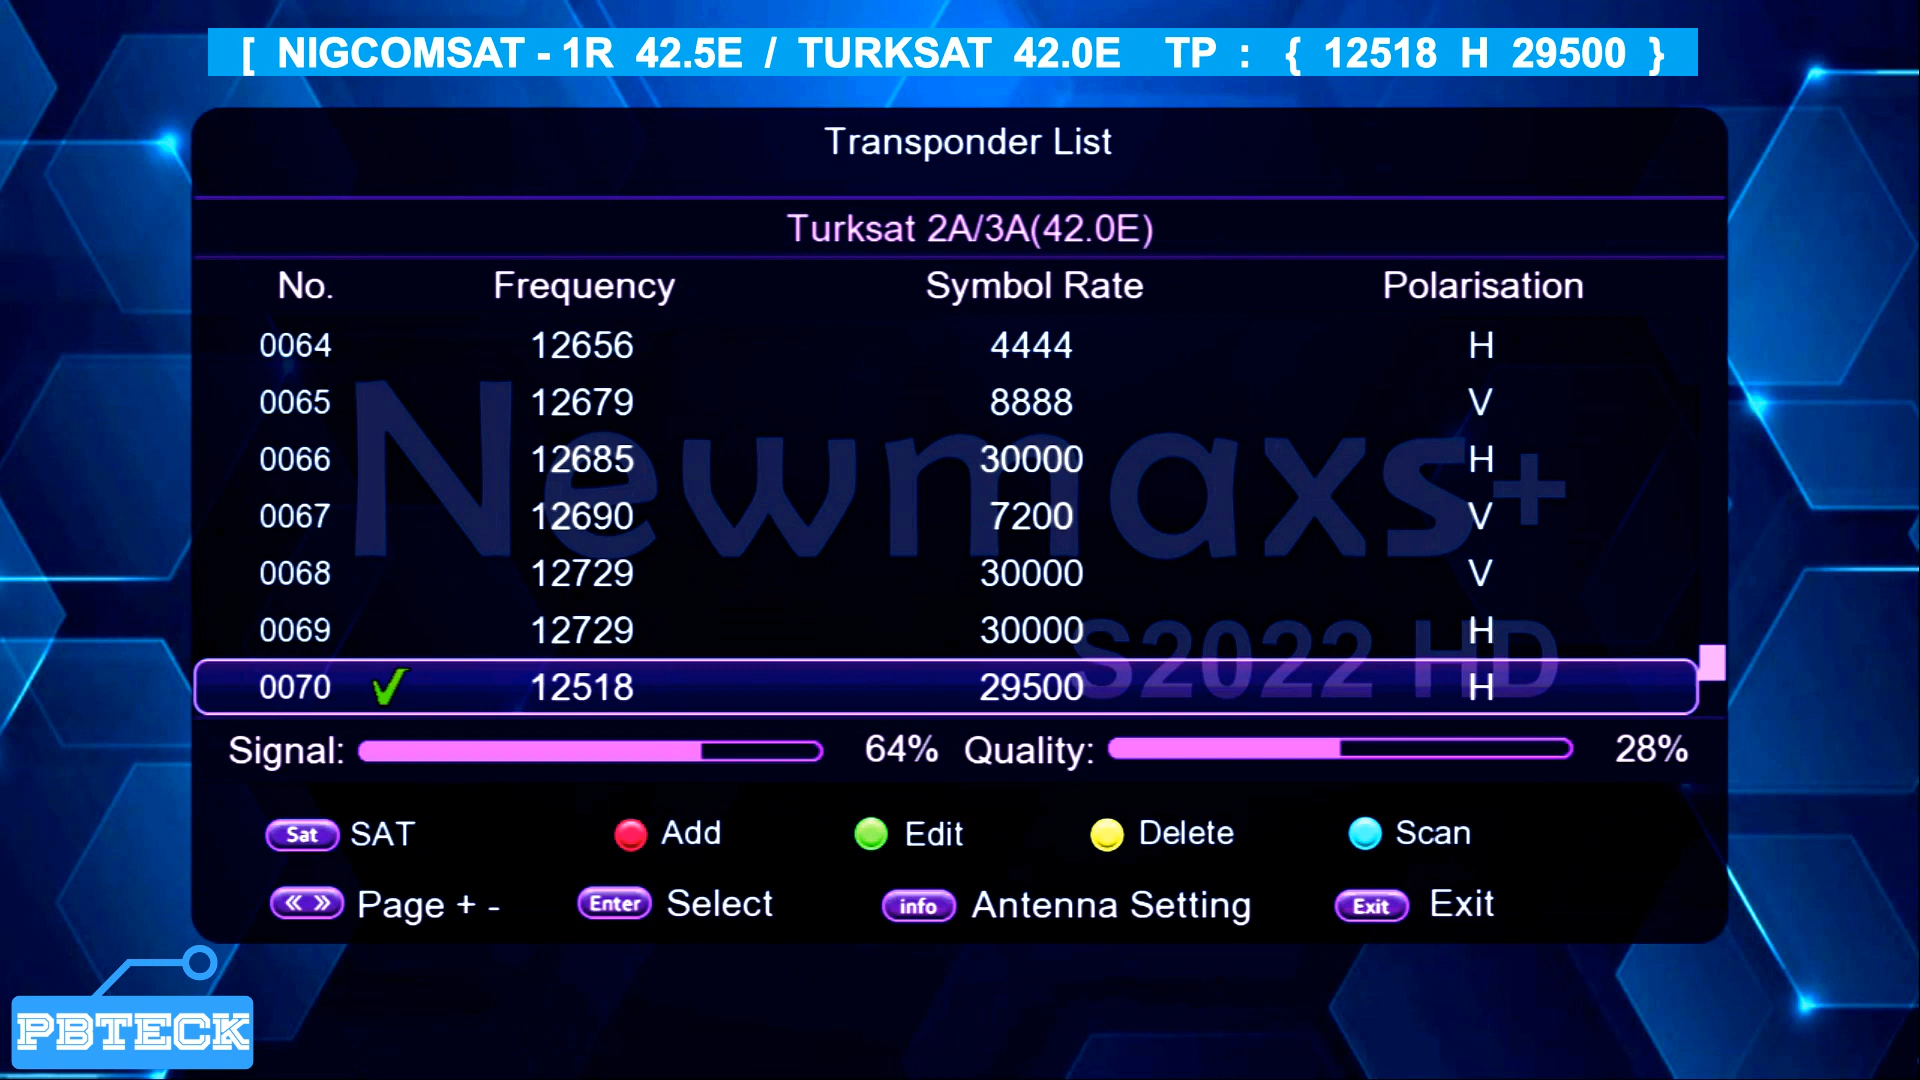 [ NIGCOMSAT - 1R 42.5E / TURKSAT 42.0E TP : { 12518 H 29500 }
Transponder List
Turksat 2A/3A(42.0E)
No. Frequency Symbol Rate Polarisation
0064 12656 4444 H
0065 12679 8888 V
0066 12685 30000 H
0067 12690 7200 V
0068 12729 30000 V
0069 12729 30000 H
0070 12518 29500 H
Newmaxs+
S2022 HD
Signal: 64% Quality: 28%
Sat SAT Add Edit Delete Scan
« » Page + - Enter Select info Antenna Setting Exit Exit
PBTECK